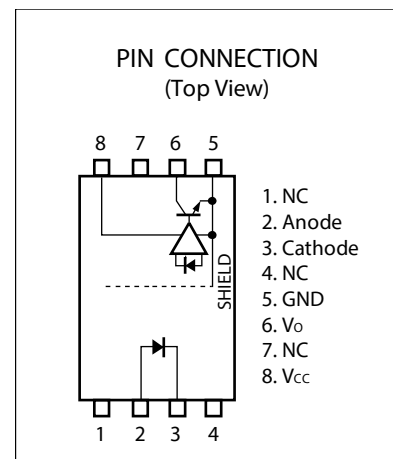 PIN CONNECTION
(Top View)
8 7 6 5
SHIELD
1 2 3 4
1. NC
2. Anode
3. Cathode
4. NC
5. GND
6. Vo
7. NC
8. Vcc